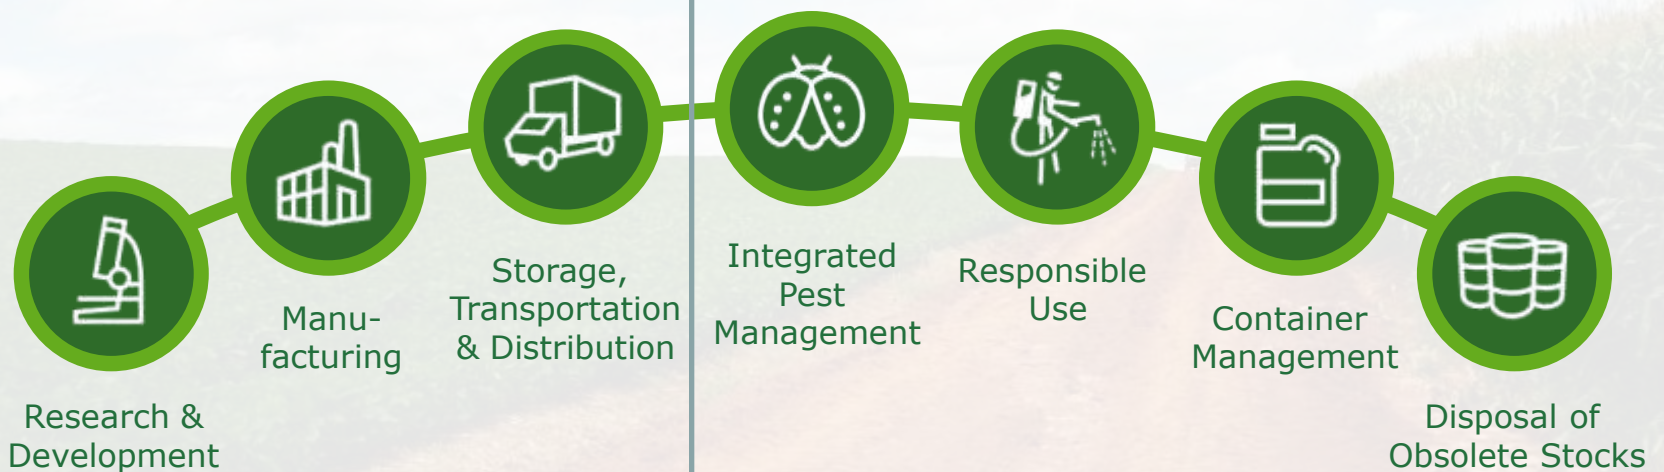 Research &
Development
Manu-
facturing
Storage,
Transportation
& Distribution
Integrated
Pest
Management
Responsible
Use
Container
Management
Disposal of
Obsolete Stocks